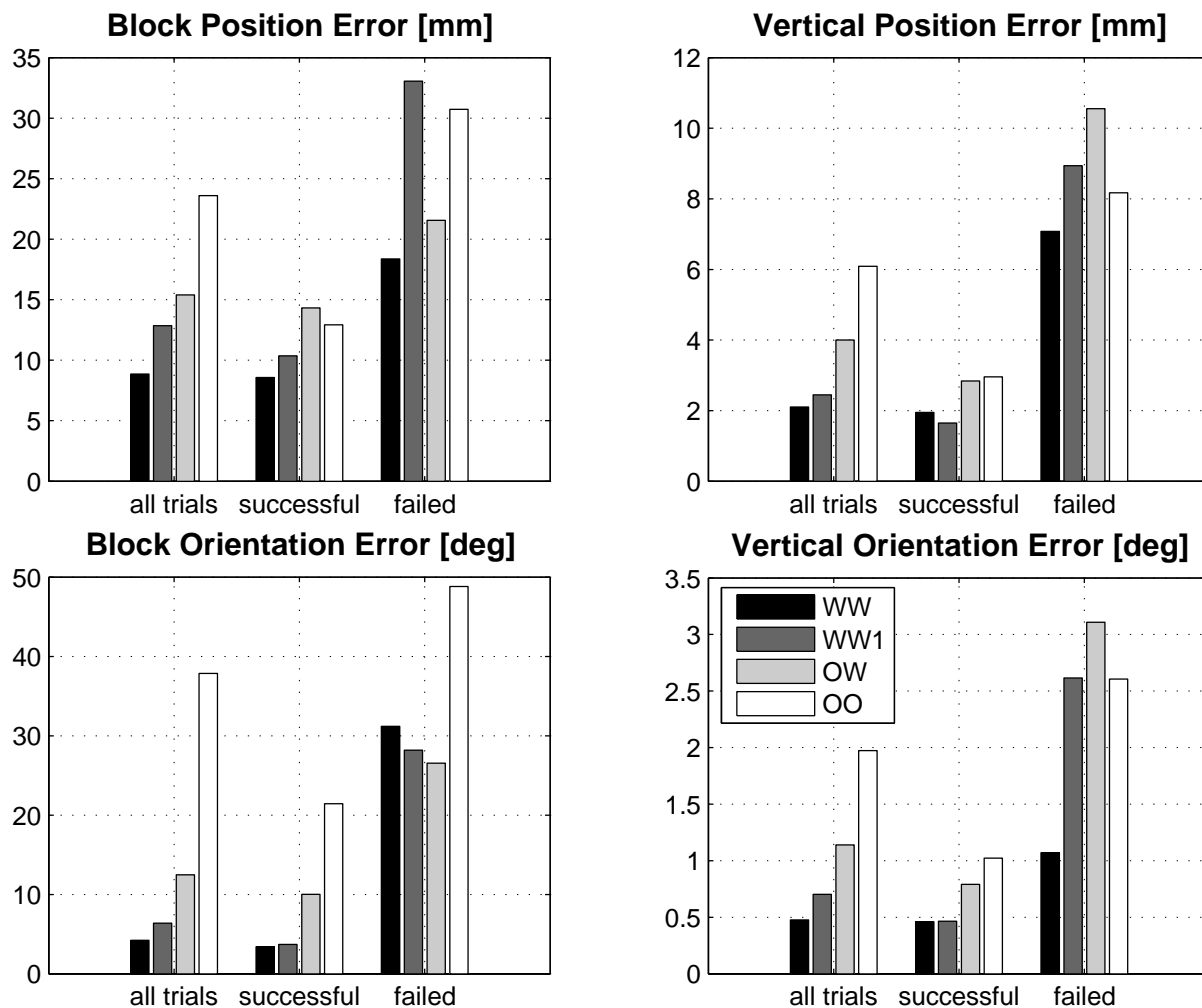 Block Position Error [mm]
35
30
25
20
15
10
5
0
all trials successful failed
Vertical Position Error [mm]
12
10
8
6
4
2
0
all trials successful failed
Block Orientation Error [deg]
50
40
30
20
10
0
all trials successful failed
Vertical Orientation Error [deg]
3.5
3
2.5
2
1.5
1
0.5
0
WW
WW1
OW
OO
all trials successful failed